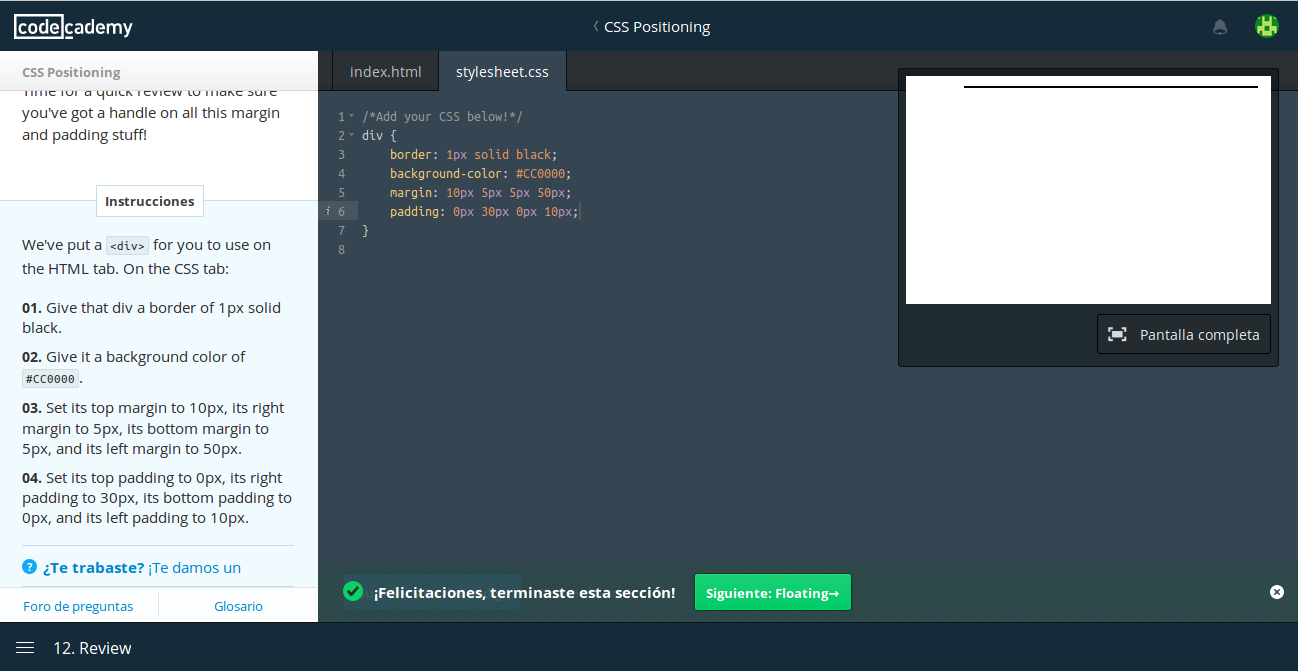 codecademy
CSS Positioning
CSS Positioning
Time for a quick review to make sure
you've got a handle on all this margin
and padding stuff!
Instrucciones
We've put a <div> for you to use on
the HTML tab. On the CSS tab:
01. Give that div a border of 1px solid
black.
02. Give it a background color of
#CC0000.
03. Set its top margin to 10px, its right
margin to 5px, its bottom margin to
5px, and its left margin to 50px.
04. Set its top padding to 0px, its right
padding to 30px, its bottom padding to
0px, and its left padding to 10px.
¿Te trabaste? ¡Te damos un
Foro de preguntas
Glosario
index.html
stylesheet.css
1 /*Add your CSS below!*/
2 div {
3 border: 1px solid black;
4 background-color: #CC0000;
5 margin: 10px 5px 5px 50px;
i 6 padding: 0px 30px 0px 10px;
7 }
8
Pantalla completa
¡Felicitaciones, terminaste esta sección!
Siguiente: Floating→
12. Review